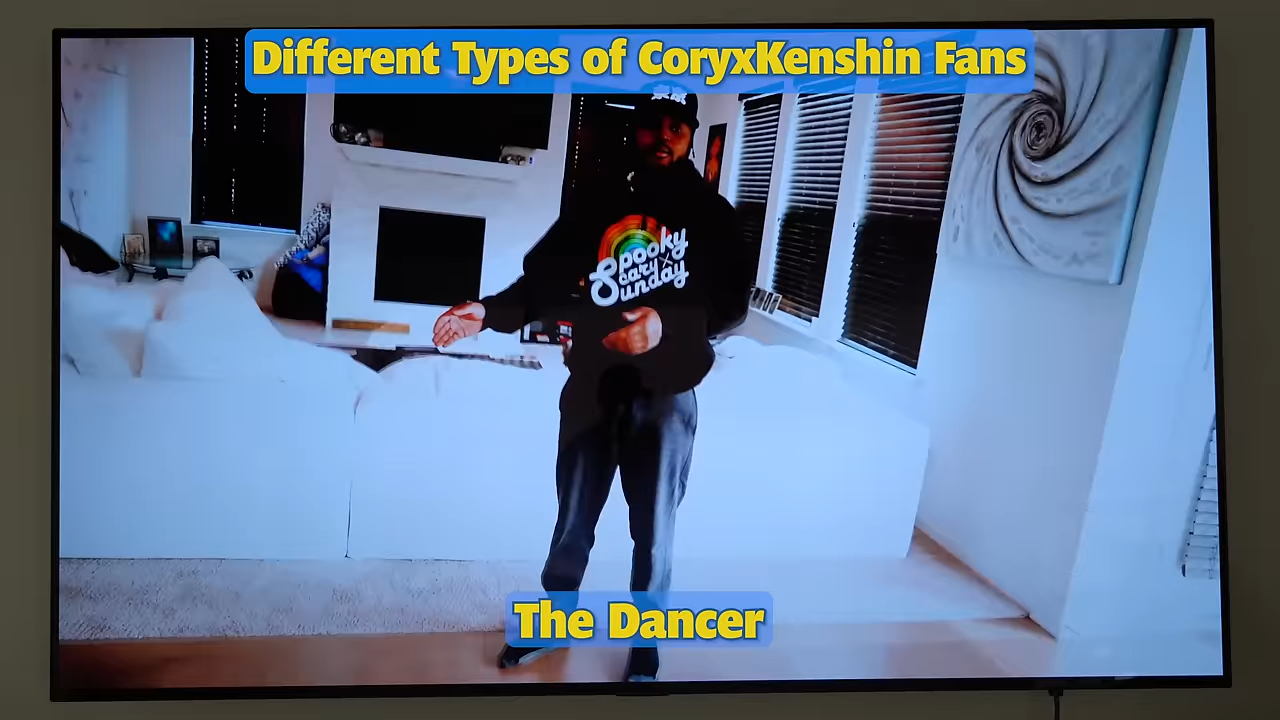 Different Types of CoryxKenshin Fans
Spooky
Scary x
Sunday
The Dancer